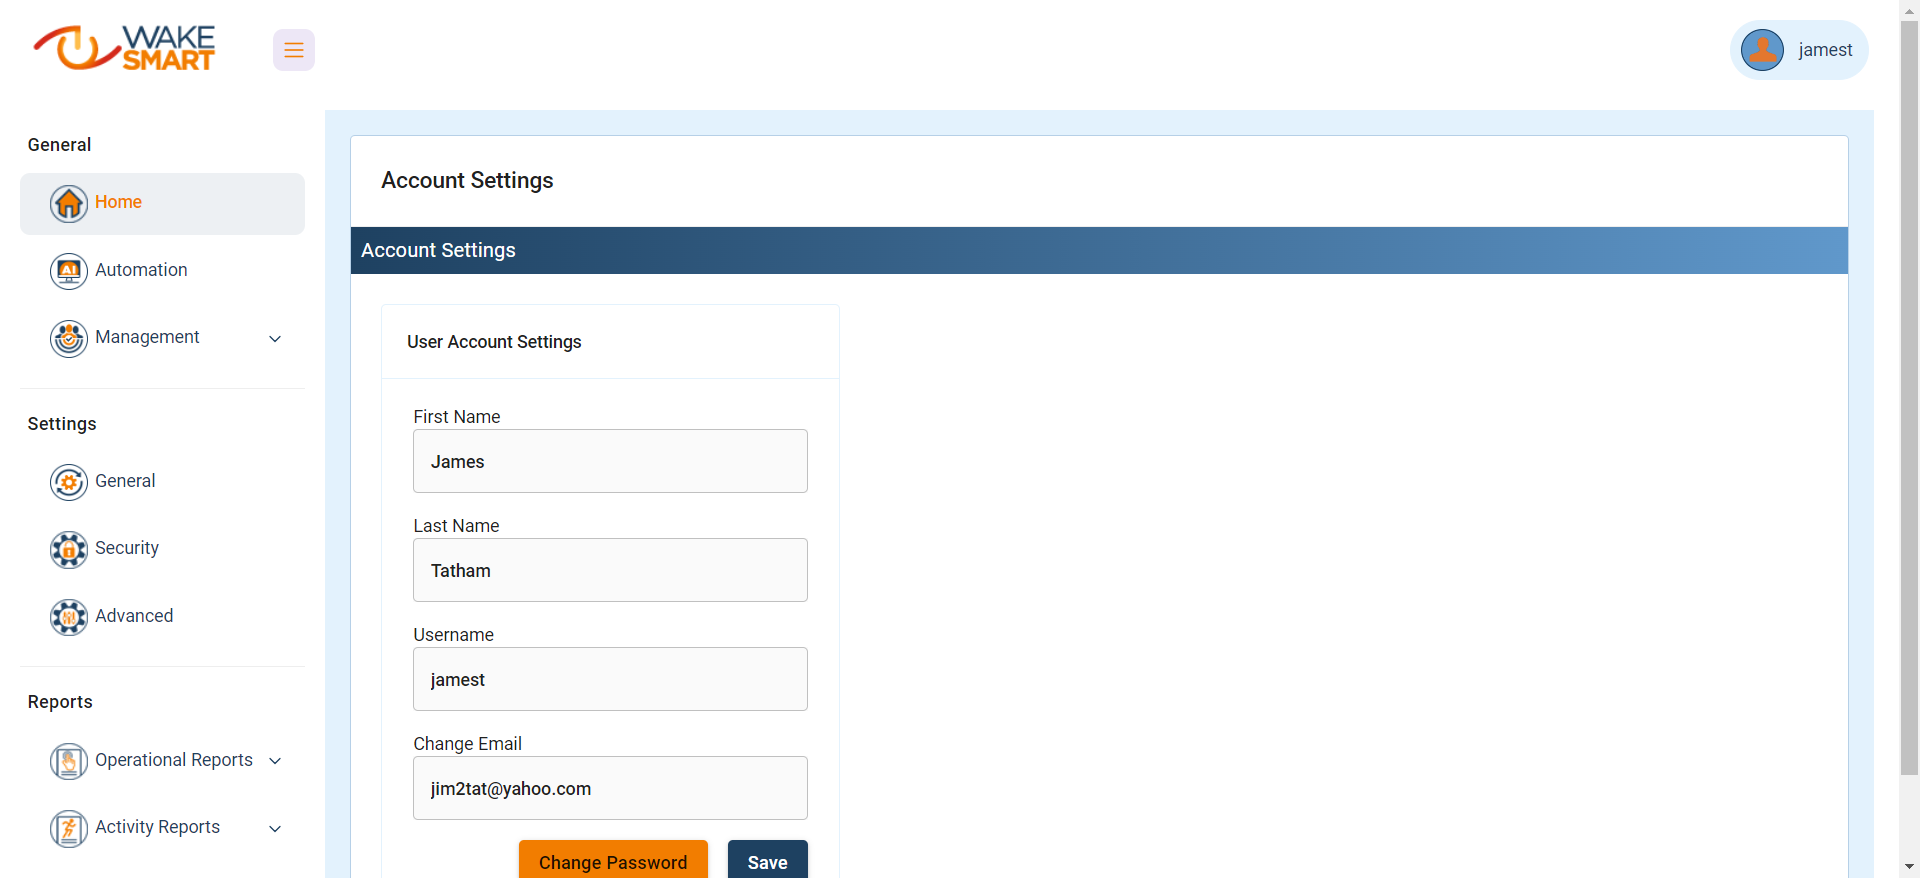 WAKE
SMART
jamest
General
Home
Automation
Management
Settings
General
Security
Advanced
Reports
Operational Reports
Activity Reports
Account Settings
Account Settings
User Account Settings
First Name
James
Last Name
Tatham
Username
jamest
Change Email
jim2tat@yahoo.com
Change Password
Save